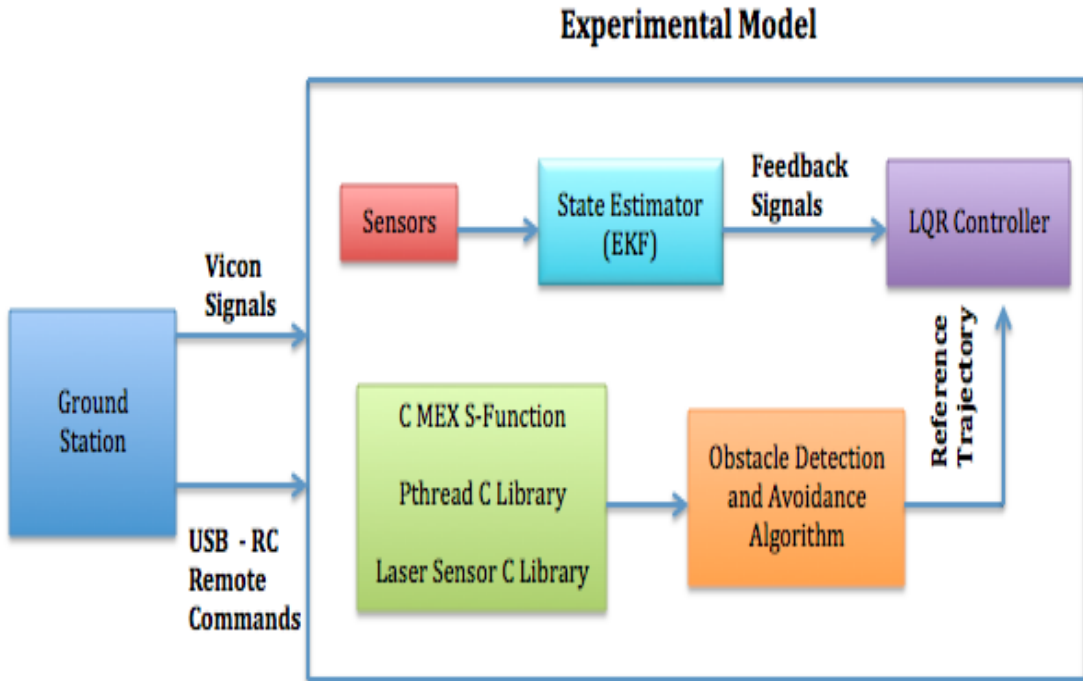 Experimental Model
Sensors
State Estimator
(EKF)
Feedback
Signals
LQR Controller
Vicon
Signals
Ground
Station
USB - RC
Remote
Commands
C MEX S-Function
Pthread C Library
Laser Sensor C Library
Obstacle Detection
and Avoidance
Algorithm
Reference
Trajectory